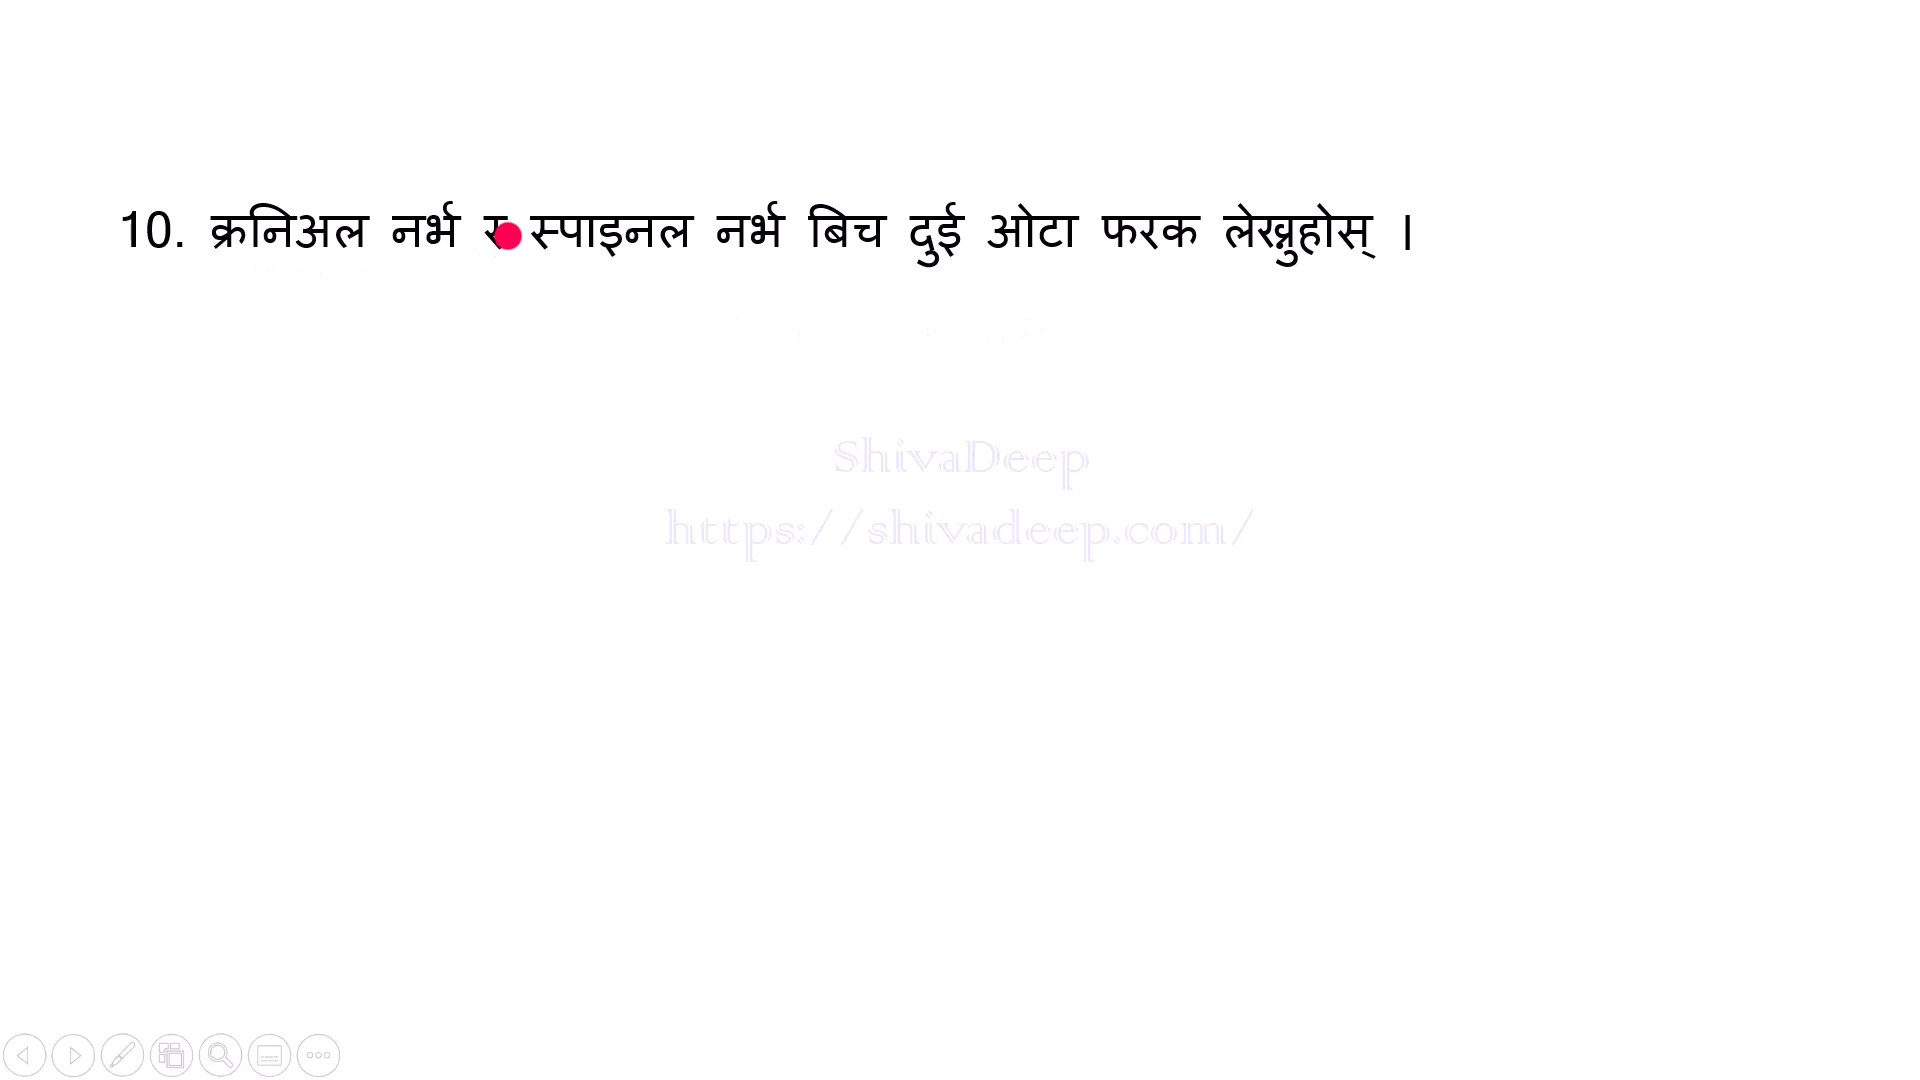 10. क्रनिअल नर्भ र स्पाइनल नर्भ बिच दुई ओटा फरक लेख्नुहोस् ।
ShivaDeep
https://shivadeep.com/